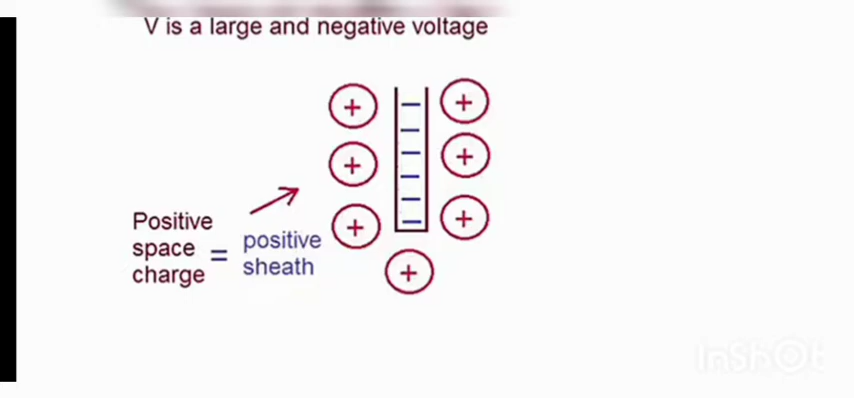 V is a large and negative voltage
+ +
+ +
+ +
+
Positive
space
charge
=
positive
sheath
InShOt